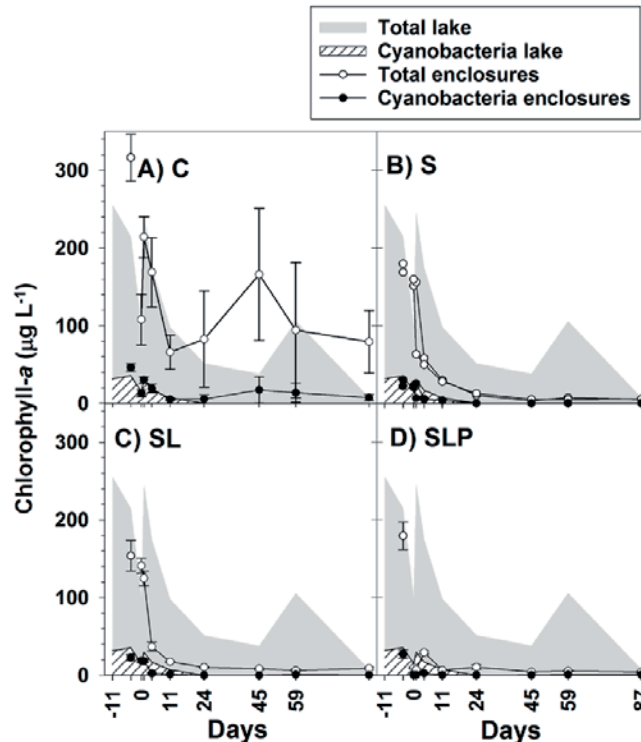 Total lake
Cyanobacteria lake
Total enclosures
Cyanobacteria enclosures
300
200
100
0
A) C
B) S
300
200
100
0
C) SL
D) SLP
Chlorophyll-a (µg L-1)
-11 0 11 24 45 59
-11 0 11 24 45 59 87
Days
Days